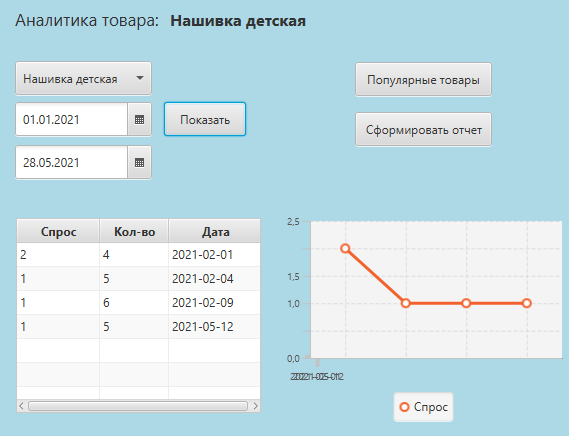 Аналитика товара: Нашивка детская
Нашивка детская
Популярные товары
01.01.2021
Показать
Сформировать отчет
28.05.2021
Спрос Кол-во Дата
2 4 2021-02-01
1 5 2021-02-04
1 6 2021-02-09
1 5 2021-05-12
2,5
1,5
1,0
0,0
Спрос